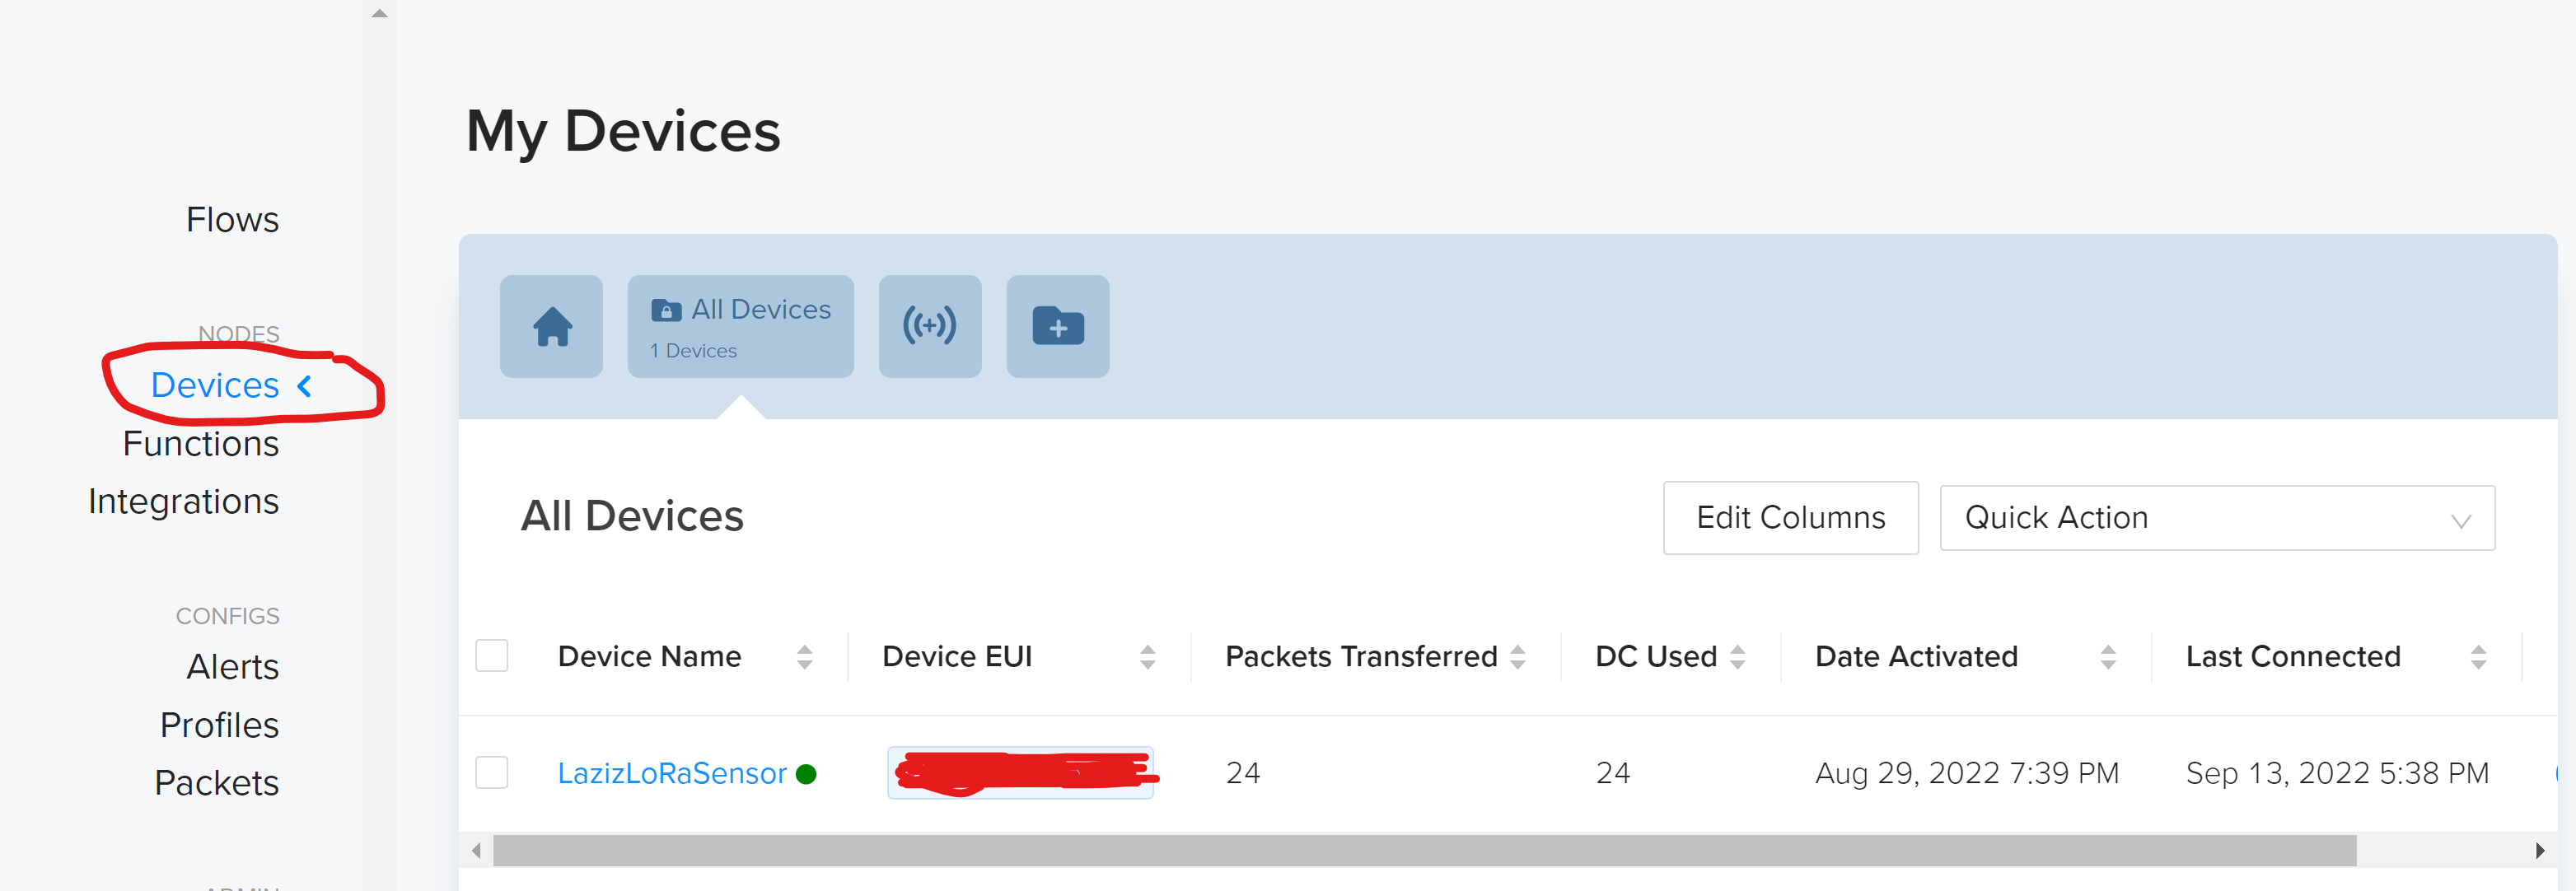 My Devices
Flows
NODES
Devices
Functions
Integrations
CONFIGS
Alerts
Profiles
Packets
ADMIN
All Devices
1 Devices
All Devices
Edit Columns
Quick Action
Device Name Device EUI Packets Transferred DC Used Date Activated Last Connected
LazizLoRaSensor 24 24 Aug 29, 2022 7:39 PM Sep 13, 2022 5:38 PM